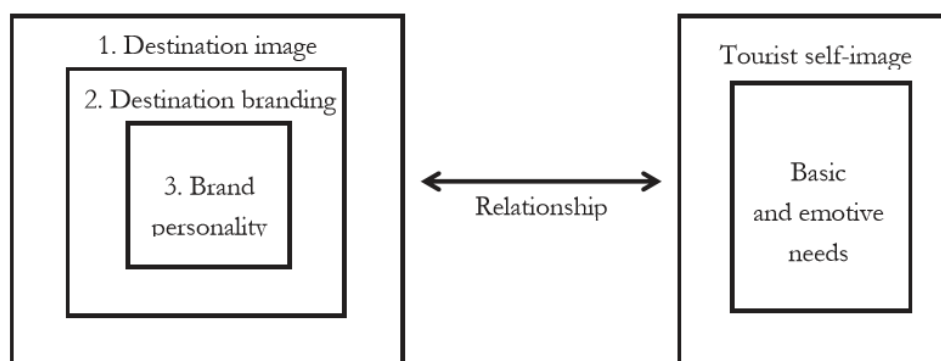 1. Destination image
2. Destination branding
3. Brand
personality
Relationship
Tourist self-image
Basic
and emotive
needs